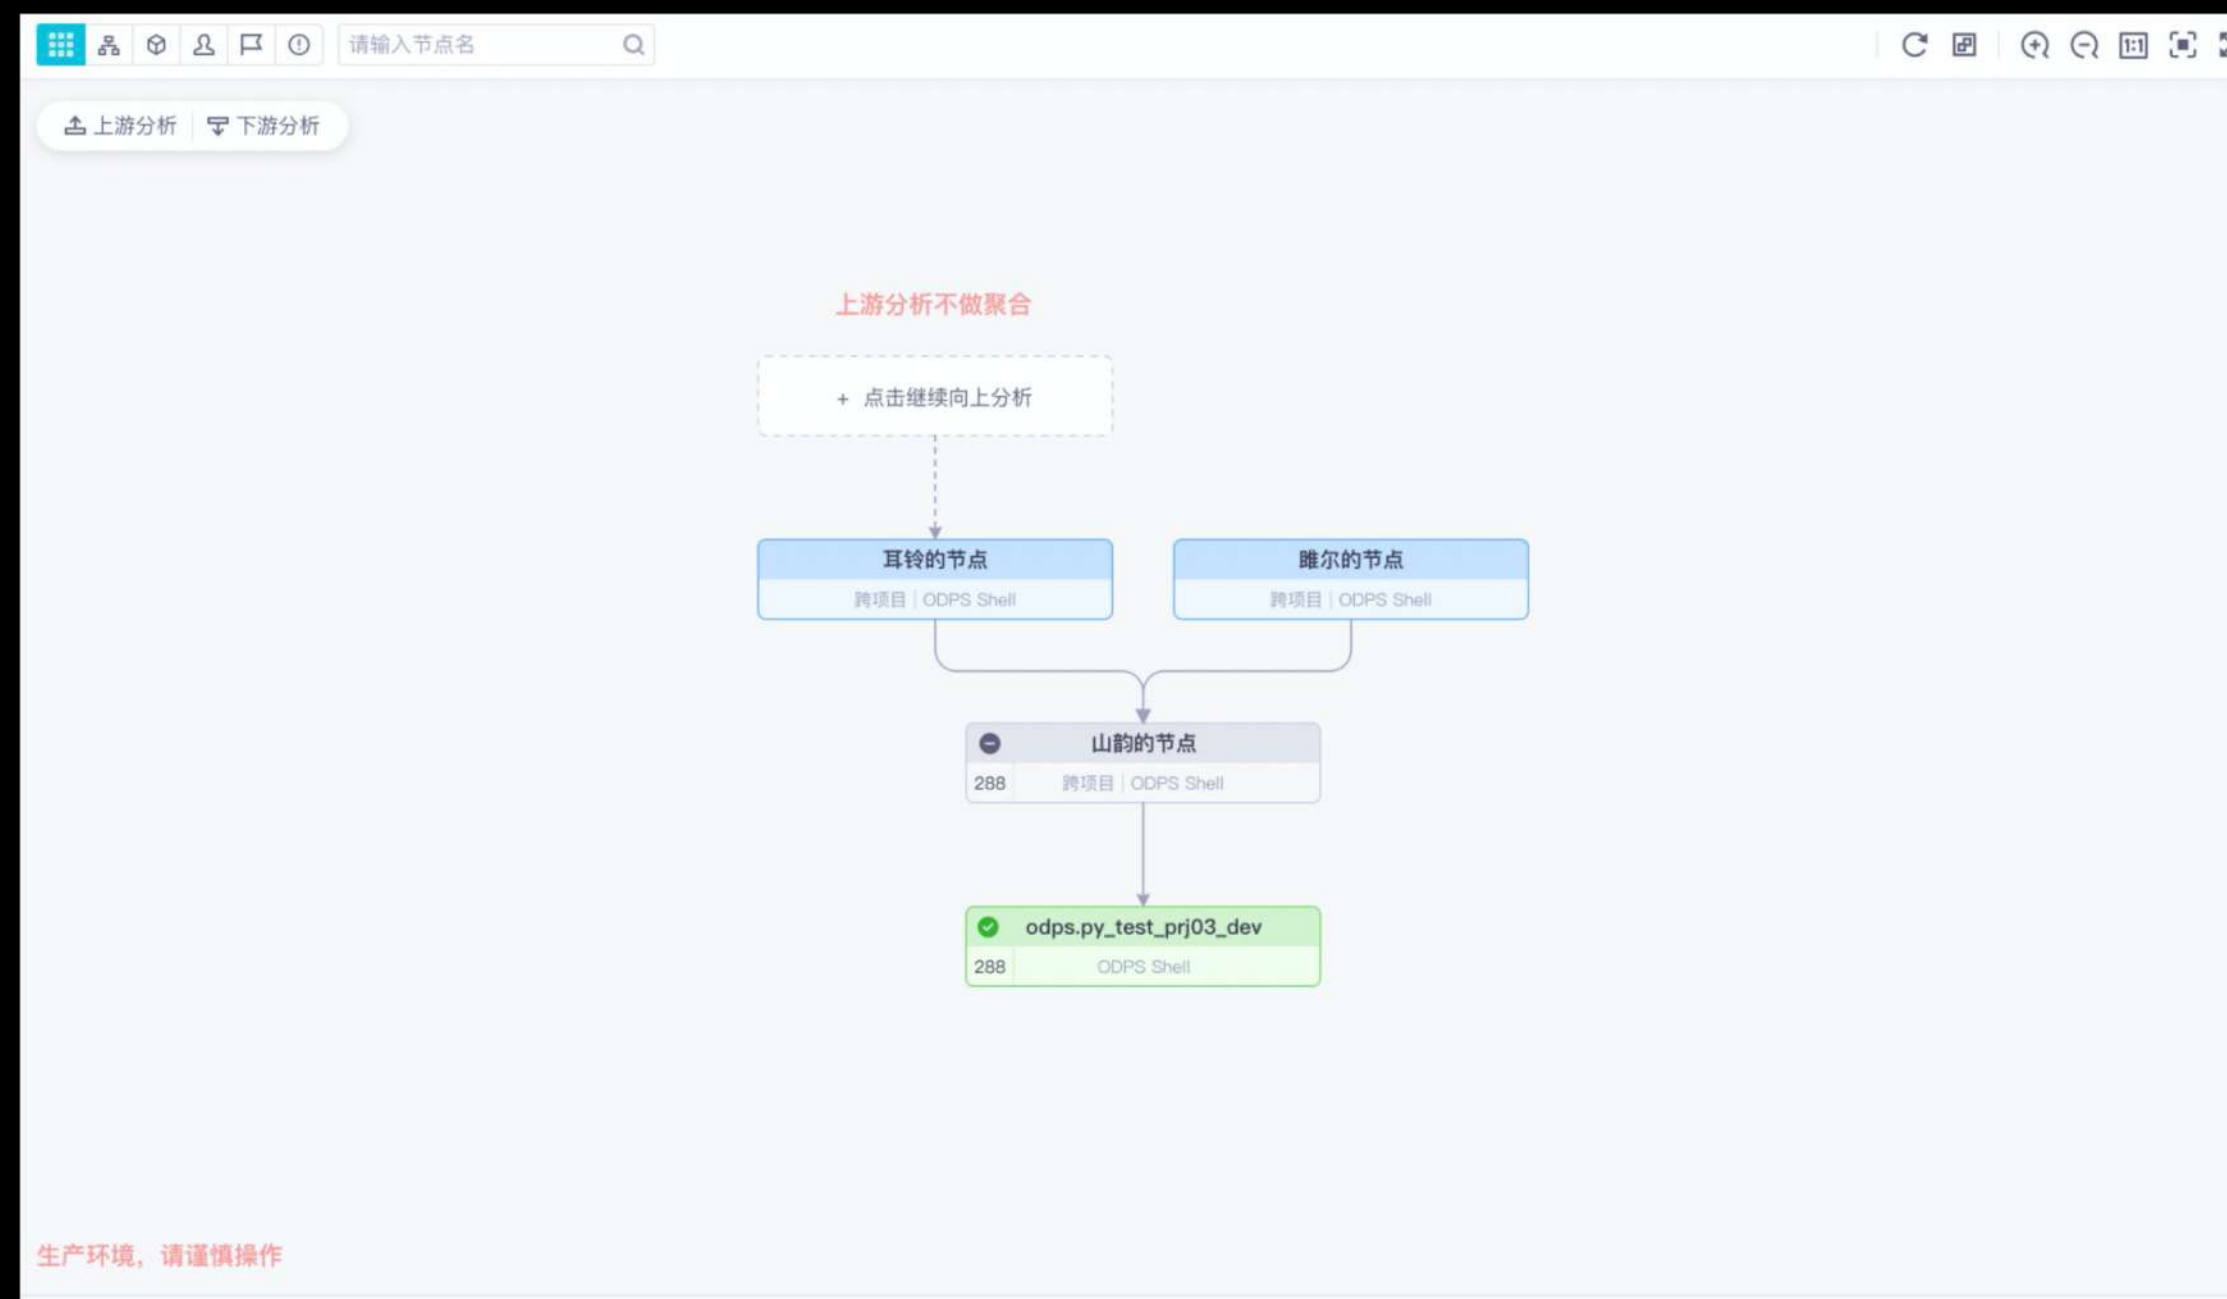 请输入节点名
1:1
上游分析 下游分析
上游分析不做聚合
+ 点击继续向上分析
耳铃的节点
跨项目 | ODPS Shell
雎尔的节点
跨项目 | ODPS Shell
山韵的节点
288 跨项目 | ODPS Shell
odps.py_test_prj03_dev
288 ODPS Shell
生产环境，请谨慎操作